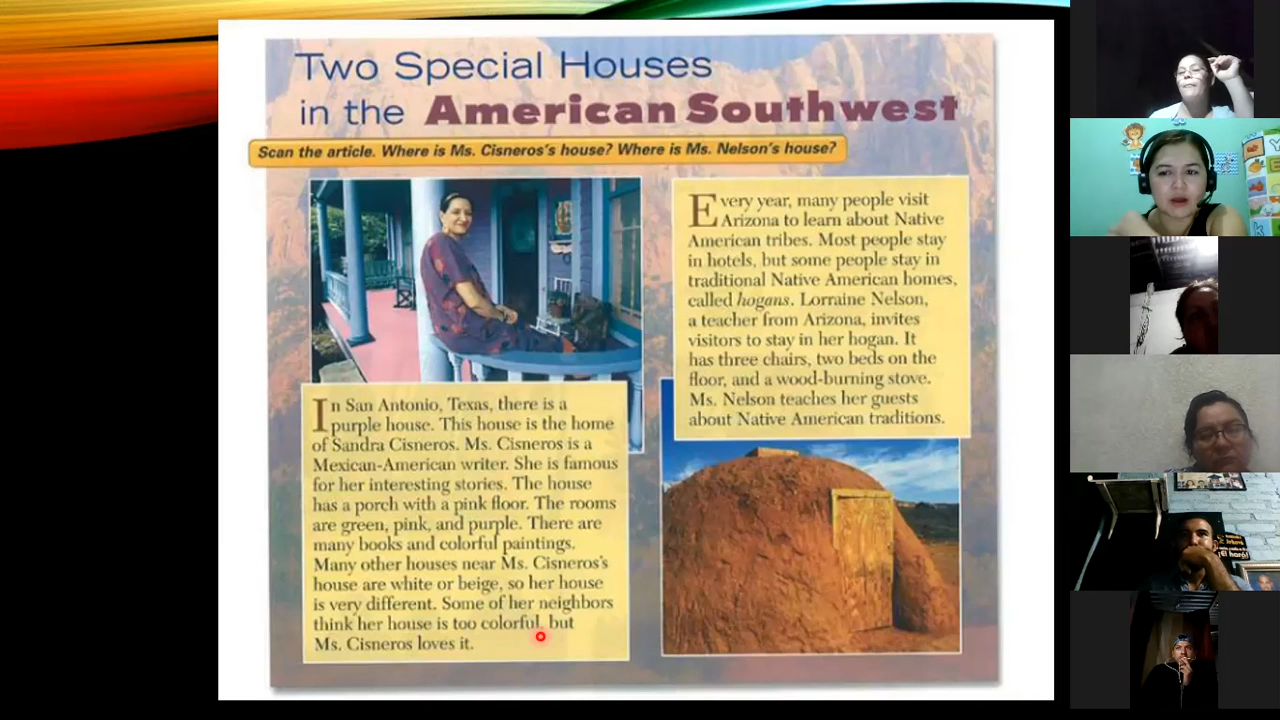 Two Special Houses
in the American Southwest
Scan the article. Where is Ms. Cisneros's house? Where is Ms. Nelson's house?
In San Antonio, Texas, there is a
purple house. This house is the home
of Sandra Cisneros. Ms. Cisneros is a
Mexican-American writer. She is famous
for her interesting stories. The house
has a porch with a pink floor. The rooms
are green, pink, and purple. There are
many books and colorful paintings.
Many other houses near Ms. Cisneros's
house are white or beige, so her house
is very different. Some of her neighbors
think her house is too colorful, but
Ms. Cisneros loves it.
Every year, many people visit
Arizona to learn about Native
American tribes. Most people stay
in hotels, but some people stay in
traditional Native American homes,
called hogans. Lorraine Nelson,
a teacher from Arizona, invites
visitors to stay in her hogan. It
has three chairs, two beds on the
floor, and a wood-burning stove.
Ms. Nelson teaches her guests
about Native American traditions.